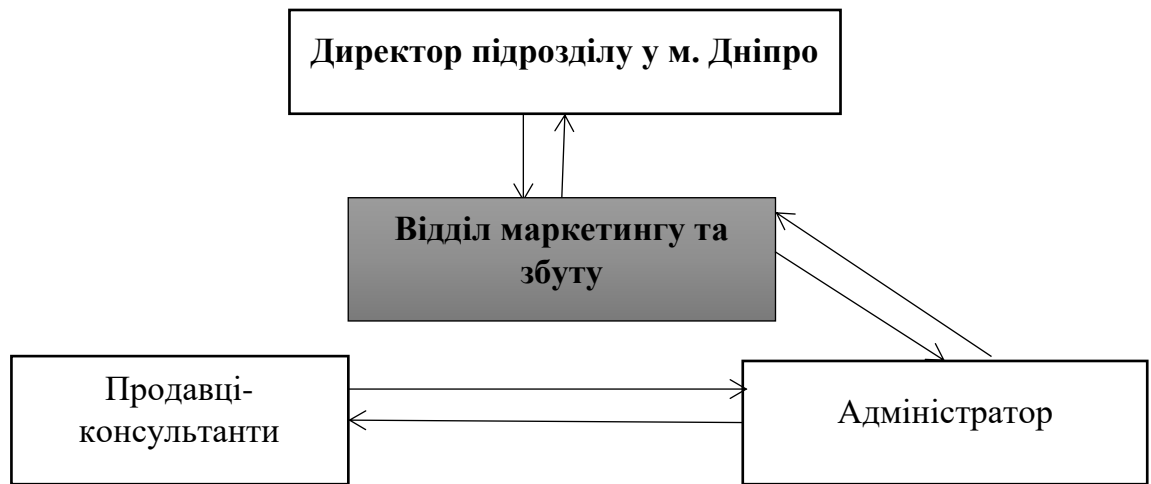 Директор підрозділу у м. Дніпро
Відділ маркетингу та
збуту
Продавці-
консультанти
Адміністратор